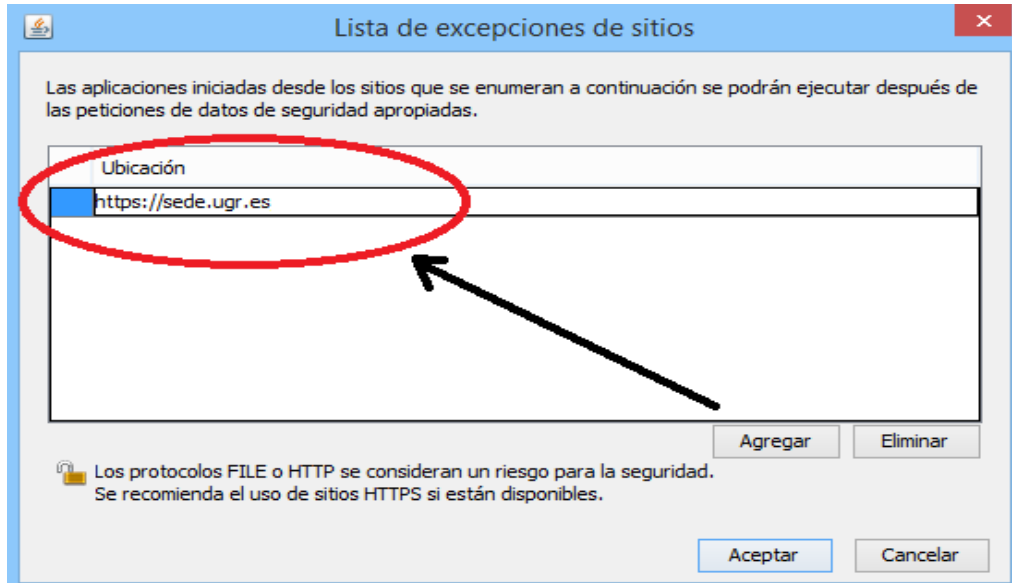 Lista de excepciones de sitios
Las aplicaciones iniciadas desde los sitios que se enumeran a continuación se podrán ejecutar después de
las peticiones de datos de seguridad apropiadas.
Ubicación
https://sede.ugr.es
Agregar
Eliminar
Los protocolos FILE o HTTP se consideran un riesgo para la seguridad.
Se recomienda el uso de sitios HTTPS si están disponibles.
Aceptar
Cancelar